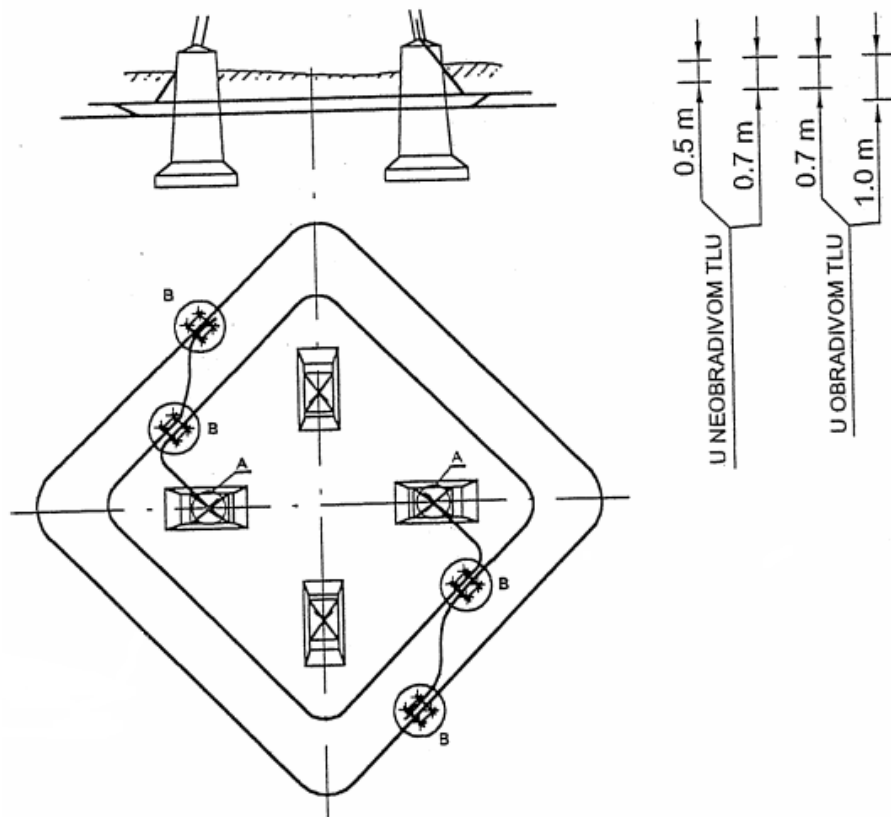 0.5 m
0.7 m
0.7 m
1.0 m
U NEOBRADIVOM TLU
U OBRADIVOM TLU
B
B
A
A
B
B